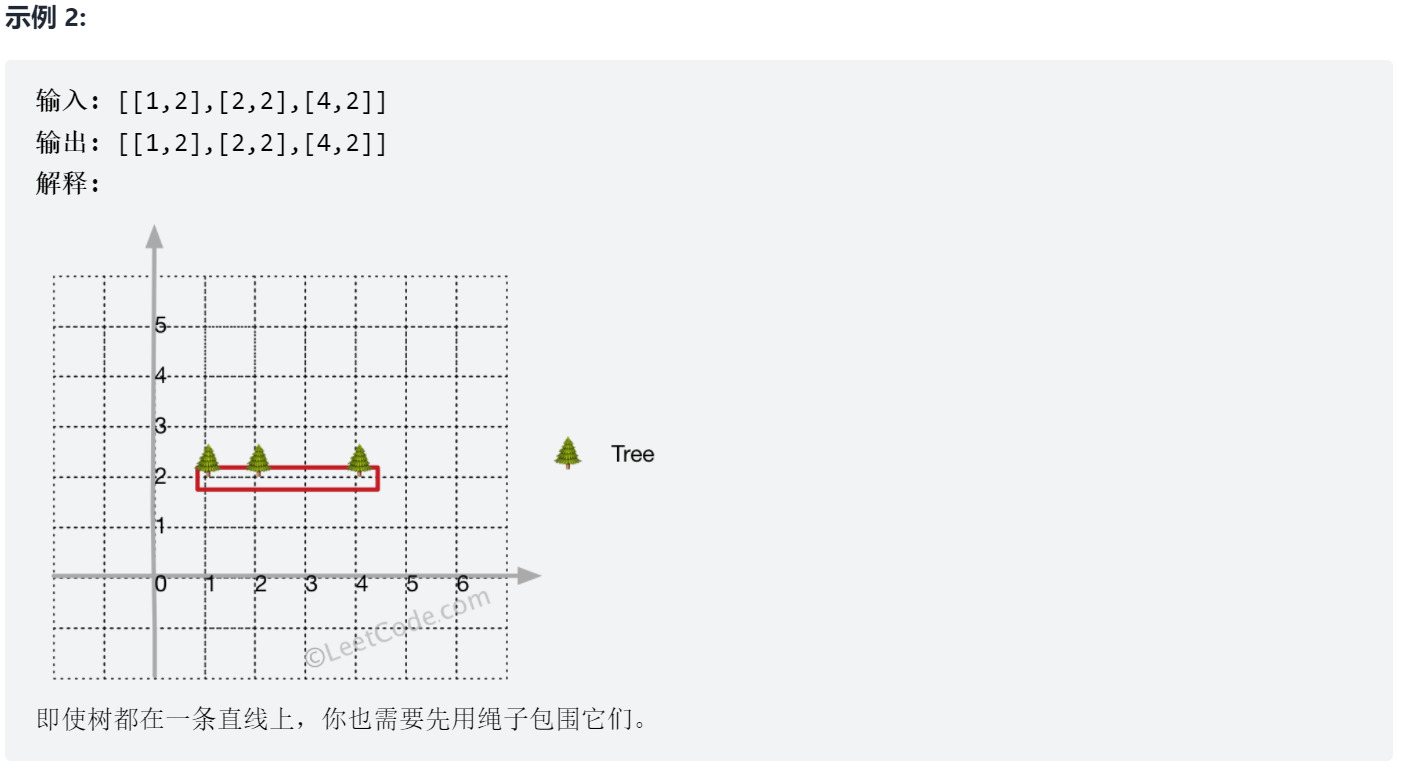 示例 2:
输入: [[1,2],[2,2],[4,2]]
输出: [[1,2],[2,2],[4,2]]
解释:
5
4
3
Tree
2
1
0 1 2 3 4 5 6
©LeetCode.com
即使树都在一条直线上，你也需要先用绳子包围它们。